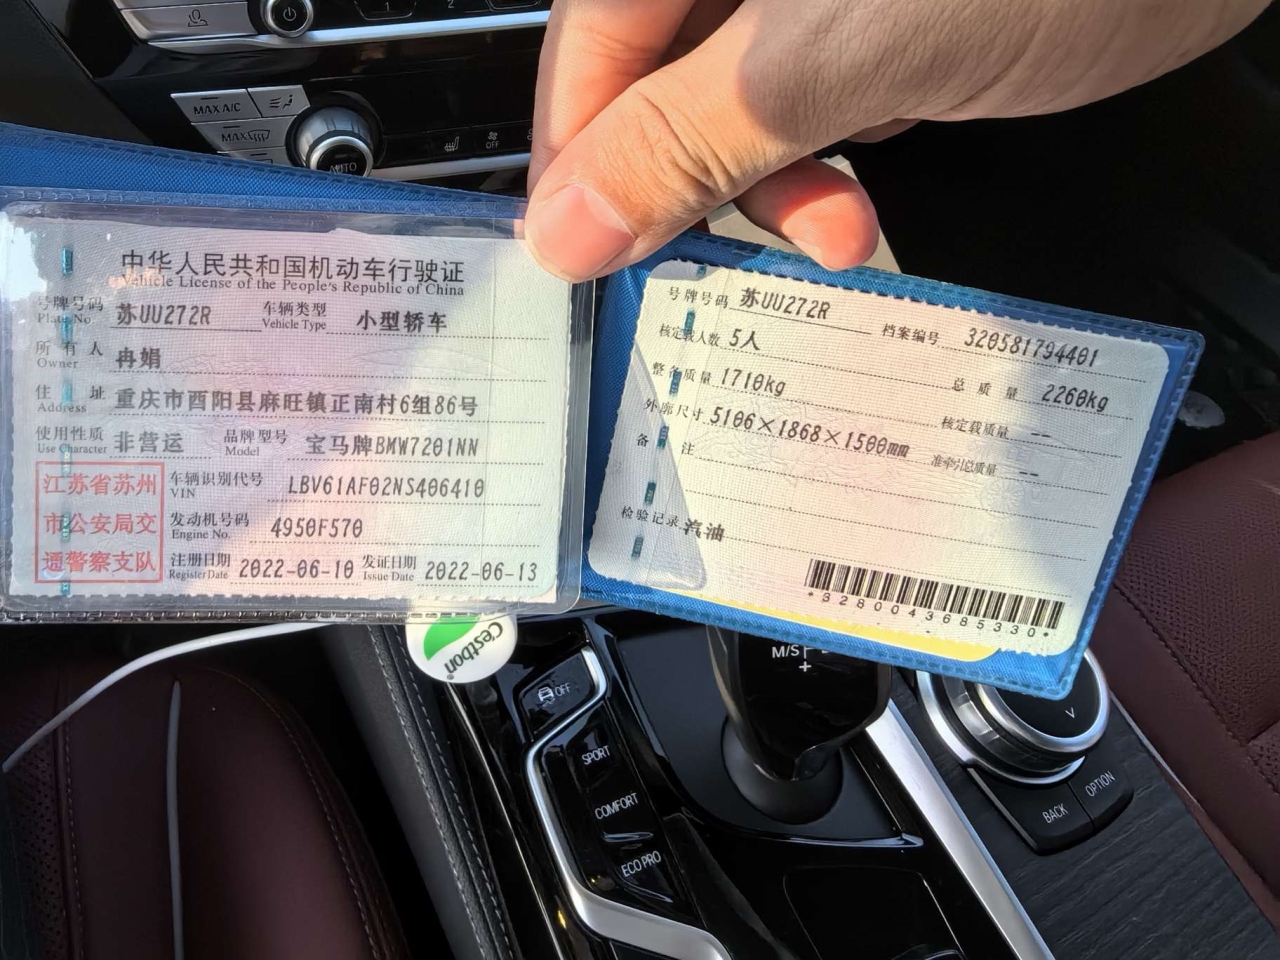 1
2
MAX A/C
MAX
OFF
AUTO
中华人民共和国机动车行驶证
Vehicle License of the People's Republic of China
号牌号码 苏UU272R 车辆类型 小型轿车
Plate No. Vehicle Type
所有人 冉娟
Owner
住址 重庆市酉阳县麻旺镇正南村6组86号
Address
使用性质 非营运 品牌型号 宝马牌BMW7201NN
Use Character Model
江苏省苏州
市公安局交
通警察支队
车辆识别代号 LBV61AF02NS406410
VIN
发动机号码 4950F570
Engine No.
注册日期 2022-06-10 发证日期 2022-06-13
Register Date Issue Date
号牌号码 苏UU272R 档案编号 320581794401
核定载人数 5人 总质量 2260kg
整备质量 1710kg 核定载质量 --
外廓尺寸 5106×1868×1500mm 准牵引总质量 --
备注
检验记录 汽油
*3280043685330*
Cestbon
OFF
SPORT
COMFORT
ECO PRO
M/S
+
BACK
OPTION